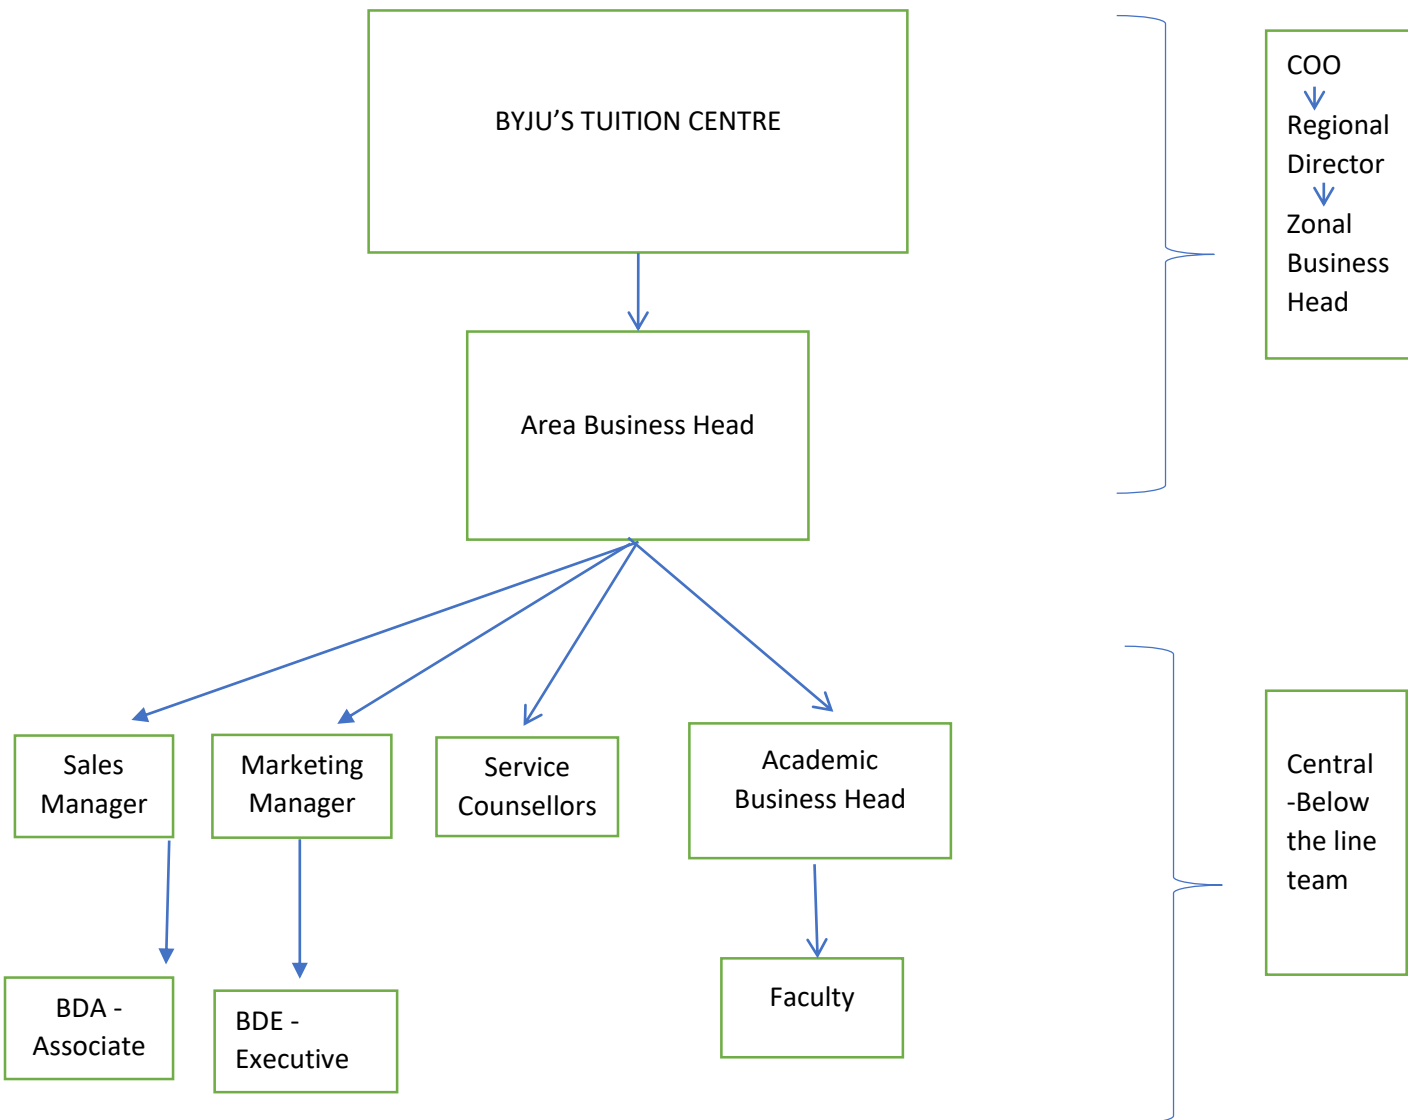 BYJU’S TUITION CENTRE
COO
Regional
Director
Zonal
Business
Head
Area Business Head
Sales
Manager
Marketing
Manager
Service
Counsellors
Academic
Business Head
Central
-Below
the line
team
BDA -
Associate
BDE -
Executive
Faculty